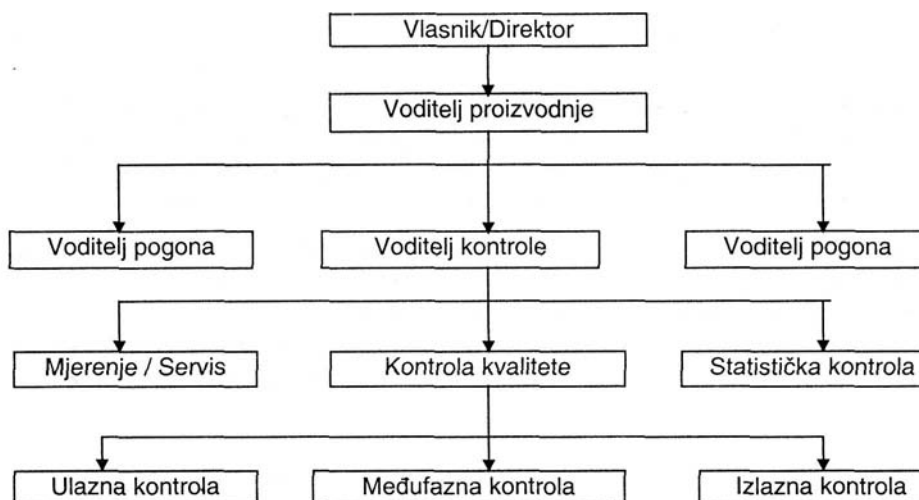 Vlasnik/Direktor
Voditelj proizvodnje
Voditelj pogona
Voditelj kontrole
Voditelj pogona
Mjerenje / Servis
Kontrola kvalitete
Statistička kontrola
Ulazna kontrola
Međufazna kontrola
Izlazna kontrola